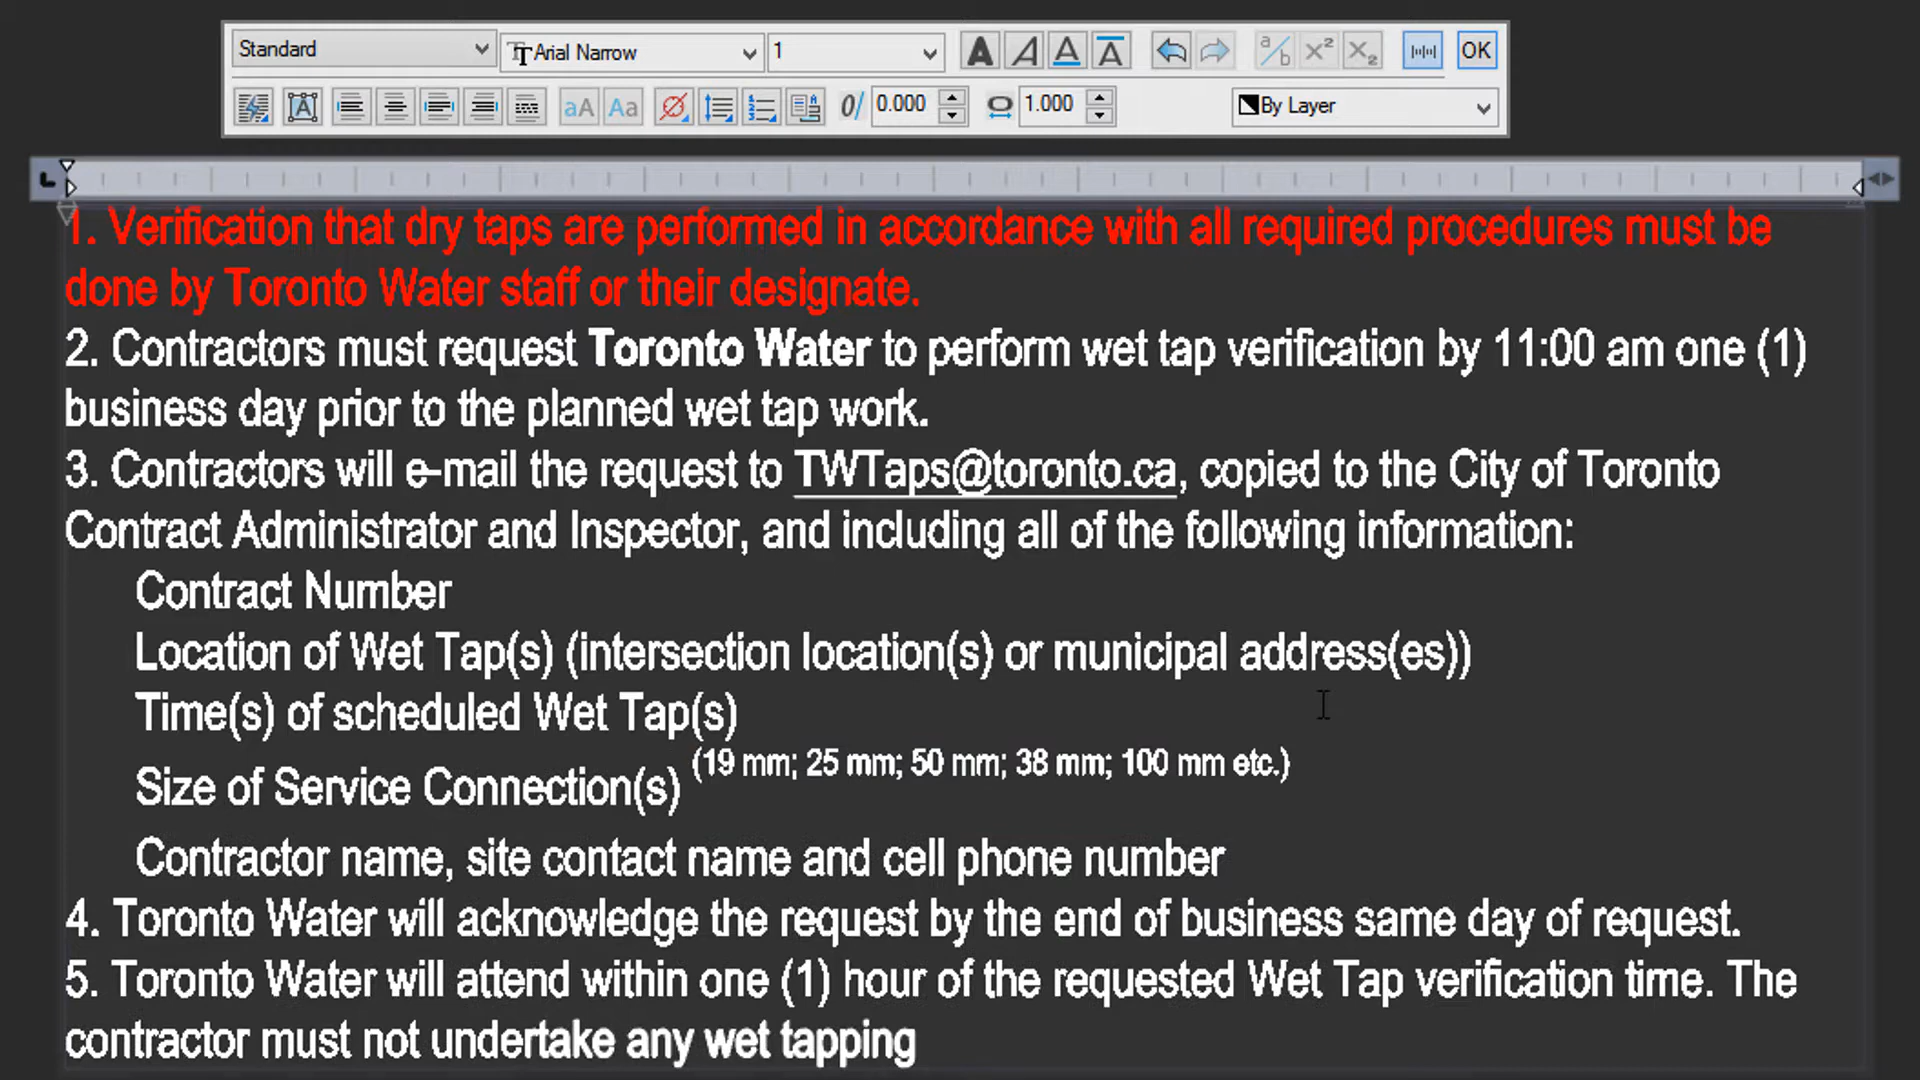 Standard
Arial Narrow
1
OK
0.000
1.000
By Layer
1. Verification that dry taps are performed in accordance with all required procedures must be
done by Toronto Water staff or their designate.
2. Contractors must request Toronto Water to perform wet tap verification by 11:00 am one (1)
business day prior to the planned wet tap work.
3. Contractors will e-mail the request to TWTaps@toronto.ca, copied to the City of Toronto
Contract Administrator and Inspector, and including all of the following information:
Contract Number
Location of Wet Tap(s) (intersection location(s) or municipal address(es))
Time(s) of scheduled Wet Tap(s)
Size of Service Connection(s) (19 mm; 25 mm; 50 mm; 38 mm; 100 mm etc.)
Contractor name, site contact name and cell phone number
4. Toronto Water will acknowledge the request by the end of business same day of request.
5. Toronto Water will attend within one (1) hour of the requested Wet Tap verification time. The
contractor must not undertake any wet tapping